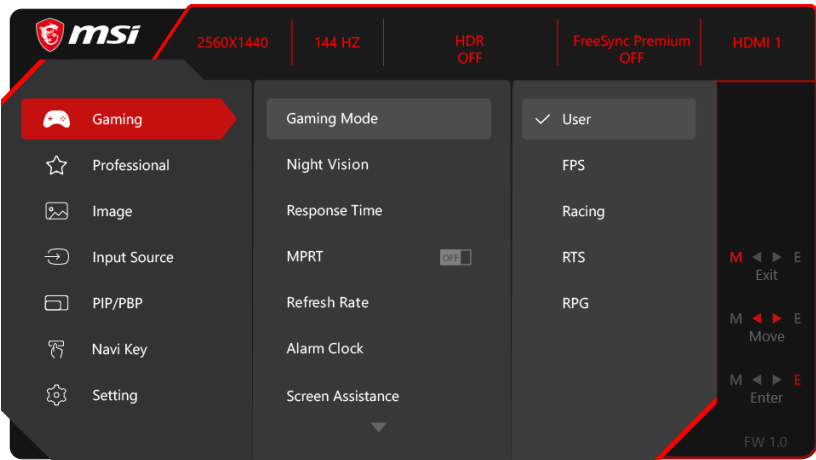 msi
2560X1440
144 HZ
HDR
OFF
FreeSync Premium
OFF
HDMI 1
Gaming
Professional
Image
Input Source
PIP/PBP
Navi Key
Setting
Gaming Mode
Night Vision
Response Time
MPRT
OFF
Refresh Rate
Alarm Clock
Screen Assistance
User
FPS
Racing
RTS
RPG
M ◀ ▶ E
Exit
M ◀ ▶ E
Move
M ◀ ▶ E
Enter
FW 1.0